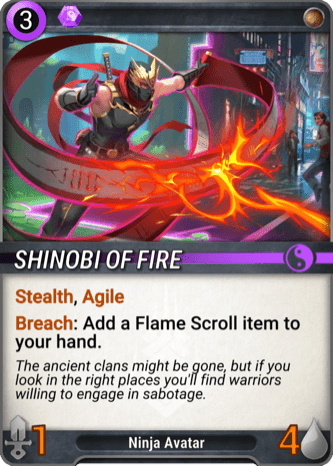 3
SHINOBI OF FIRE
Stealth, Agile
Breach: Add a Flame Scroll item to
your hand.
The ancient clans might be gone, but if you
look in the right places you'll find warriors
willing to engage in sabotage.
1
Ninja Avatar
4